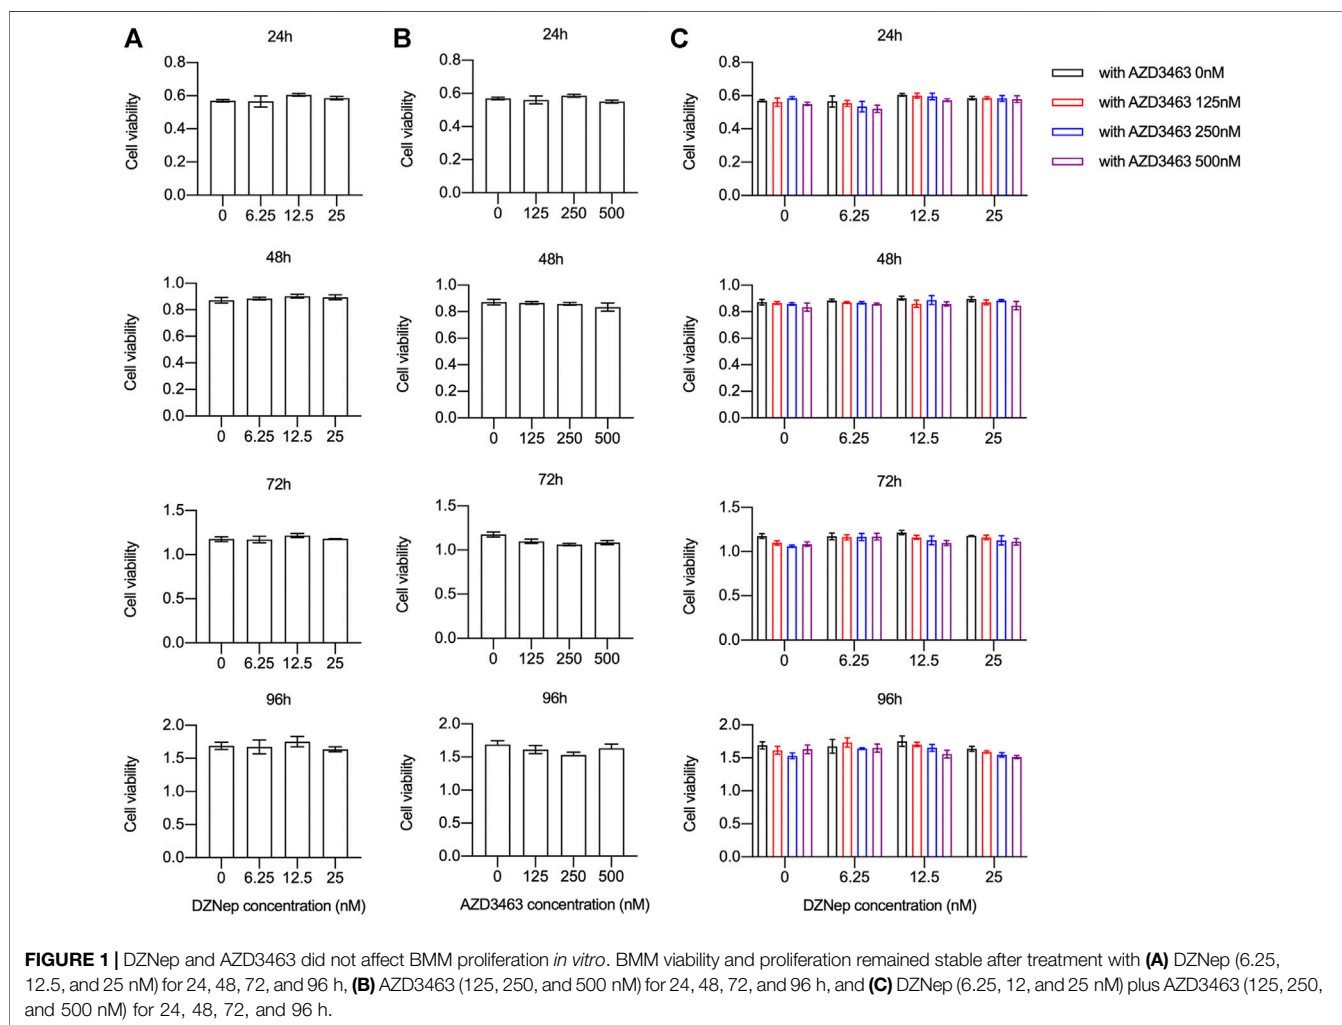 A
24h
Cell viability
0.8
0.6
0.4
0.2
0.0
0 6.25 12.5 25
48h
Cell viability
1.0
0.8
0.6
0.4
0.2
0.0
0 6.25 12.5 25
72h
Cell viability
1.5
1.0
0.5
0.0
0 6.25 12.5 25
96h
Cell viability
2.0
1.5
1.0
0.5
0.0
0 6.25 12.5 25
DZNep concentration (nM)
B
24h
Cell viability
0.8
0.6
0.4
0.2
0.0
0 125 250 500
48h
Cell viability
1.0
0.8
0.6
0.4
0.2
0.0
0 125 250 500
72h
Cell viability
1.5
1.0
0.5
0.0
0 125 250 500
96h
Cell viability
2.0
1.5
1.0
0.5
0.0
0 125 250 500
AZD3463 concentration (nM)
C
24h
Cell viability
0.8
0.6
0.4
0.2
0.0
0 6.25 12.5 25
with AZD3463 0nM
with AZD3463 125nM
with AZD3463 250nM
with AZD3463 500nM
48h
Cell viability
1.0
0.8
0.6
0.4
0.2
0.0
0 6.25 12.5 25
72h
Cell viability
1.5
1.0
0.5
0.0
0 6.25 12.5 25
96h
Cell viability
2.0
1.5
1.0
0.5
0.0
0 6.25 12.5 25
DZNep concentration (nM)
FIGURE 1 | DZNep and AZD3463 did not affect BMM proliferation in vitro. BMM viability and proliferation remained stable after treatment with (A) DZNep (6.25,
12.5, and 25 nM) for 24, 48, 72, and 96 h, (B) AZD3463 (125, 250, and 500 nM) for 24, 48, 72, and 96 h, and (C) DZNep (6.25, 12, and 25 nM) plus AZD3463 (125, 250,
and 500 nM) for 24, 48, 72, and 96 h.